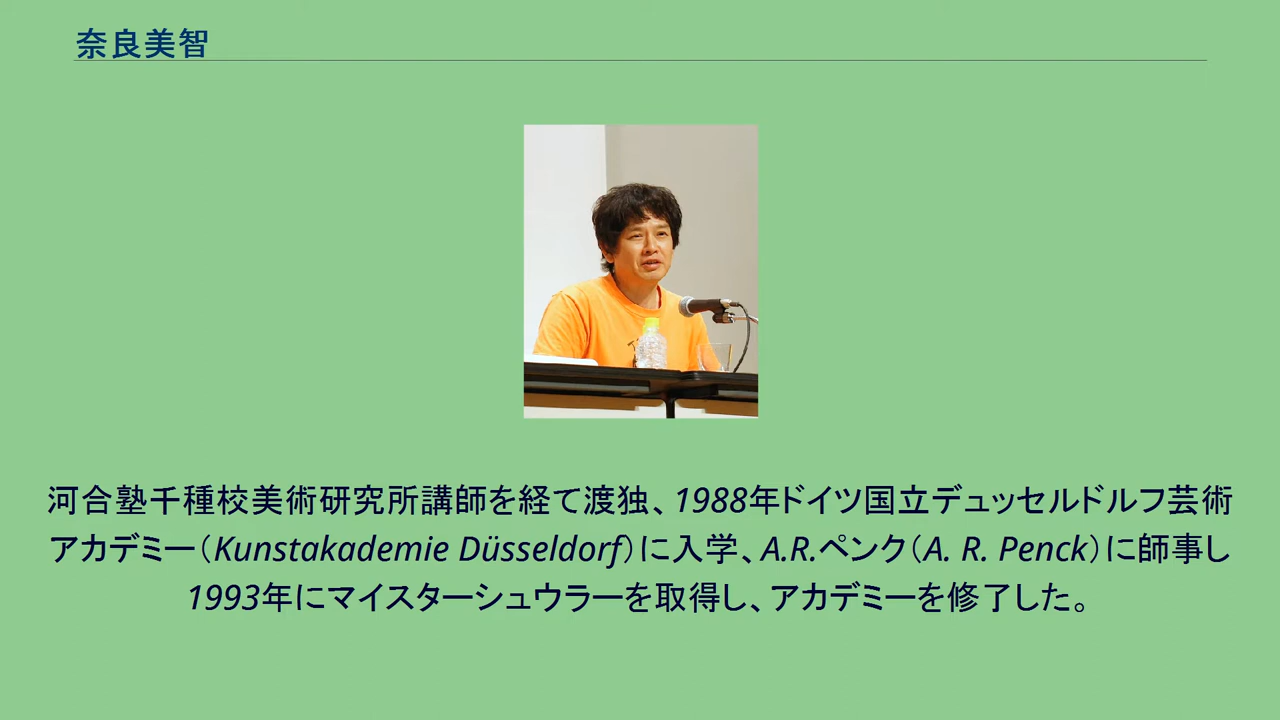 奈良美智
河合塾千種校美術研究所講師を経て渡独、1988年ドイツ国立デュッセルドルフ芸術
アカデミー（Kunstakademie Düsseldorf）に入学、A.R.ペンク（A. R. Penck）に師事し
1993年にマイスターシュウラーを取得し、アカデミーを修了した。